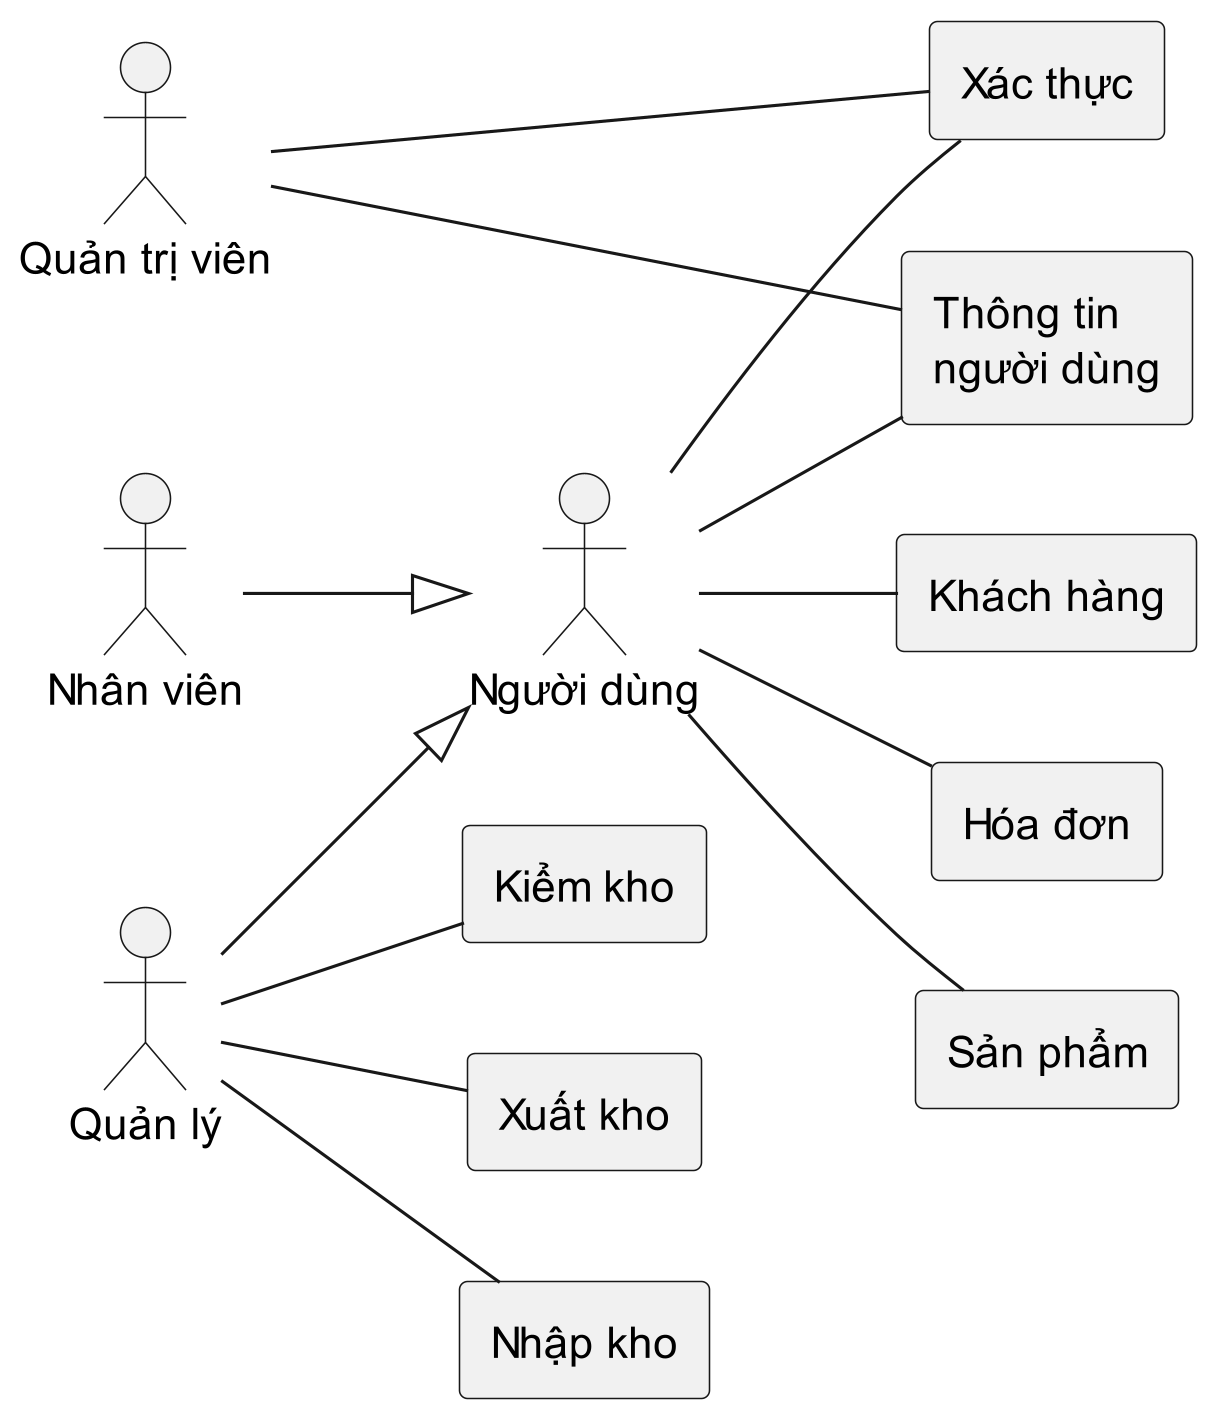 Xác thực
Quản trị viên
Thông tin
người dùng
Khách hàng
Nhân viên
Người dùng
Hóa đơn
Kiểm kho
Sản phẩm
Quản lý
Xuất kho
Nhập kho